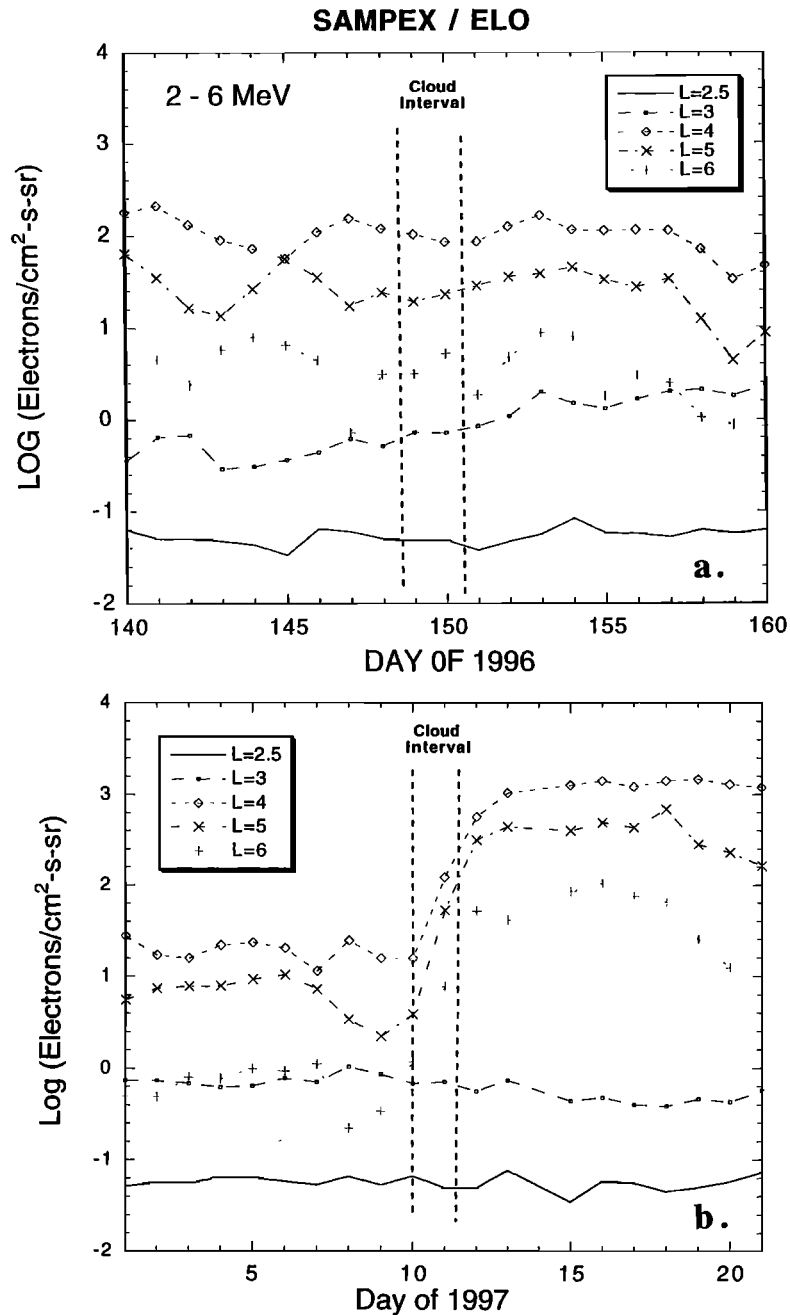 SAMPEX / ELO
4
3
2
1
0
-1
-2
LOG (Electrons/cm²-s-sr)
2 - 6 MeV
Cloud
Interval
L=2.5
L=3
L=4
L=5
L=6
a.
140 145 150 155 160
DAY 0F 1996
4
3
2
1
0
-1
-2
Log (Electrons/cm²-s-sr)
L=2.5
L=3
L=4
L=5
L=6
Cloud
Interval
b.
5 10 15 20
Day of 1997